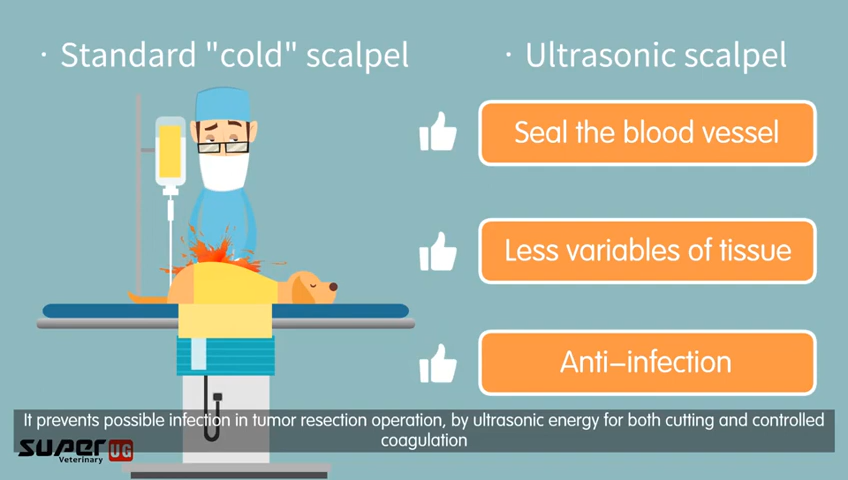 · Standard "cold" scalpel
· Ultrasonic scalpel
Seal the blood vessel
Less variables of tissue
Anti-infection
It prevents possible infection in tumor resection operation, by ultrasonic energy for both cutting and controlled
coagulation
SUPER UG
Veterinary